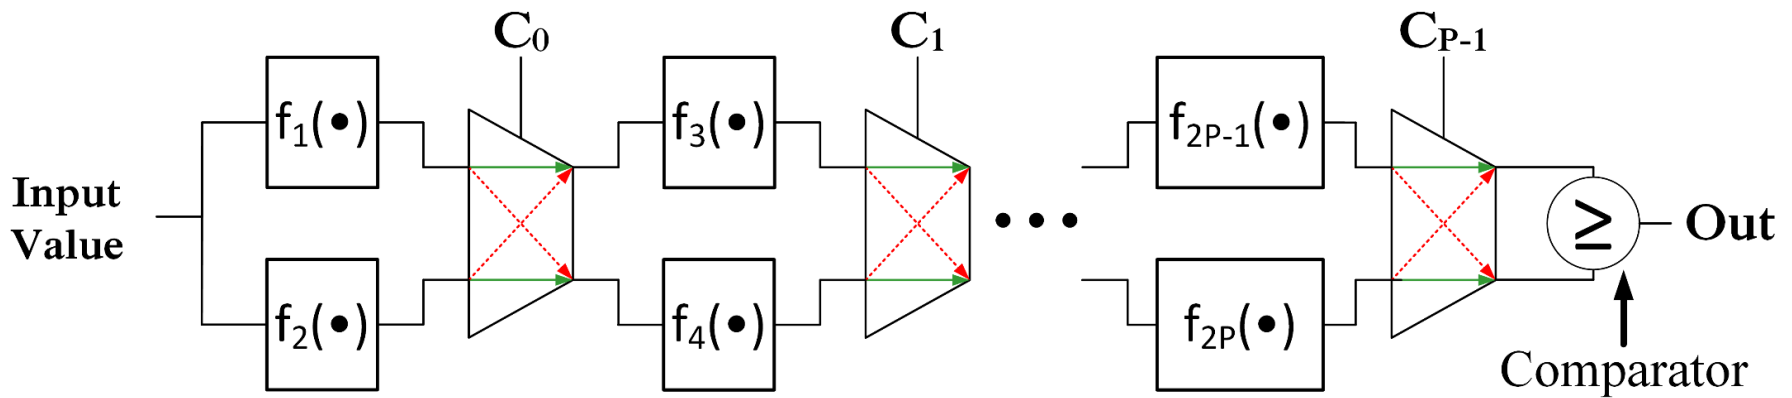 C0
C1
CP-1
f1(•)
f3(•)
f2P-1(•)
Input
Value
• • •
≥
Out
f2(•)
f4(•)
f2P(•)
Comparator